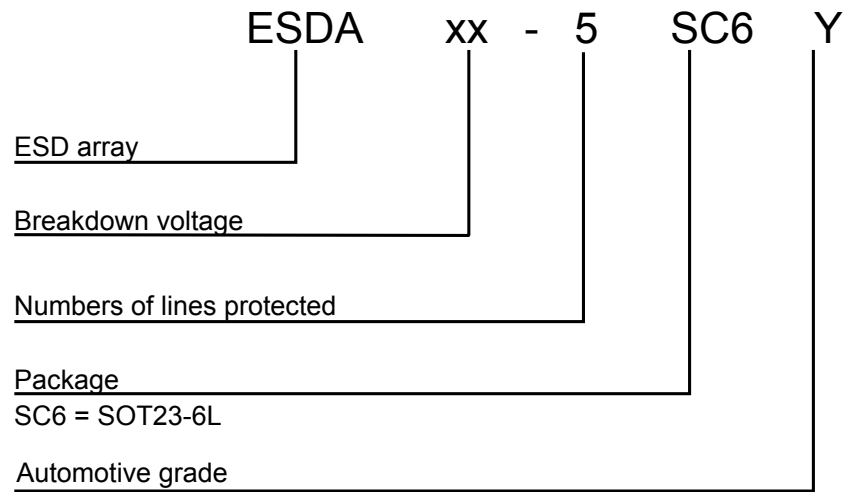 ESDA xx - 5 SC6 Y
ESD array
Breakdown voltage
Numbers of lines protected
Package
SC6 = SOT23-6L
Automotive grade